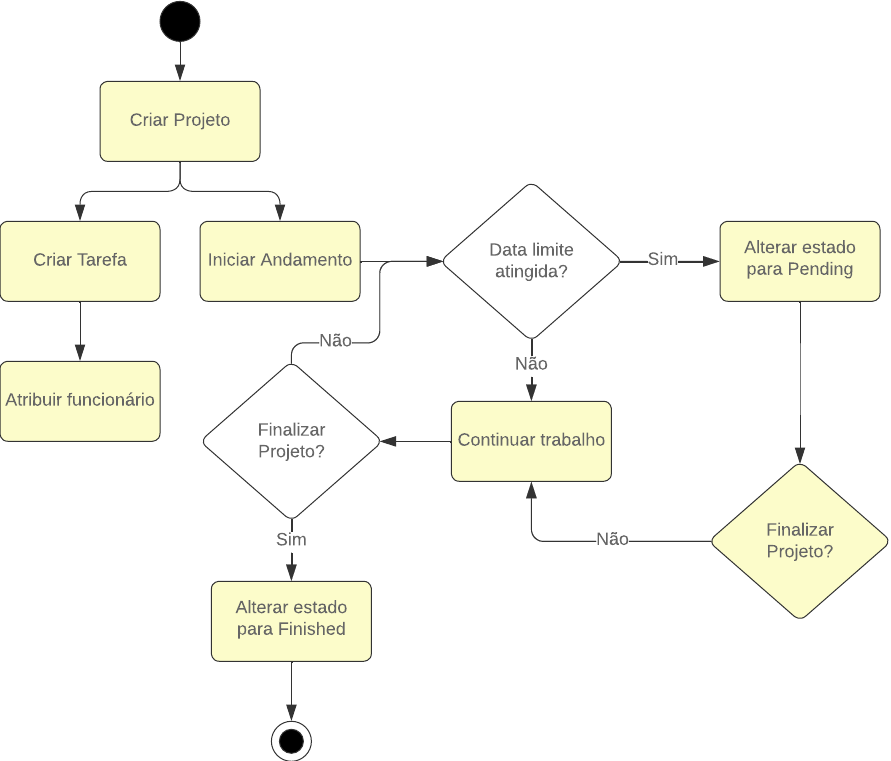 Criar Projeto
Criar Tarefa
Iniciar Andamento
Data limite
atingida?
Sim
Alterar estado
para Pending
Não
Não
Atribuir funcionário
Finalizar
Projeto?
Continuar trabalho
Sim
Não
Finalizar
Projeto?
Alterar estado
para Finished